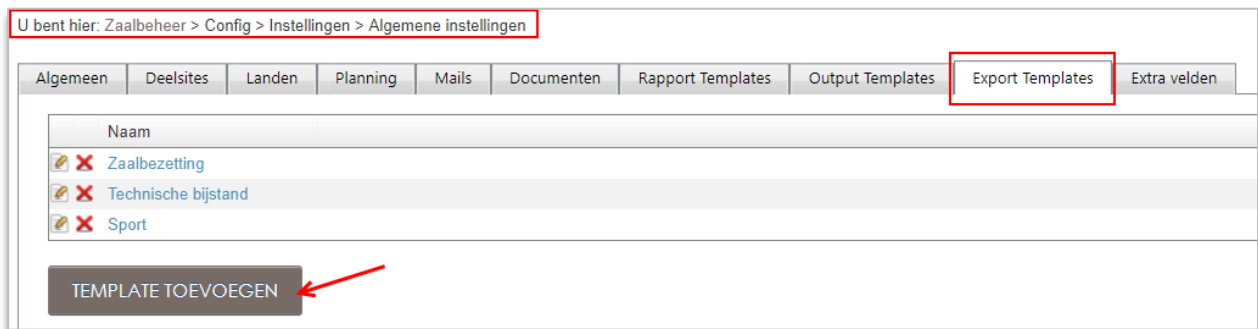 U bent hier: Zaalbeheer > Config > Instellingen > Algemene instellingen
Algemeen Deelsites Landen Planning Mails Documenten Rapport Templates Output Templates Export Templates Extra velden
Naam
Zaalbezetting
Technische bijstand
Sport
TEMPLATE TOEVOEGEN